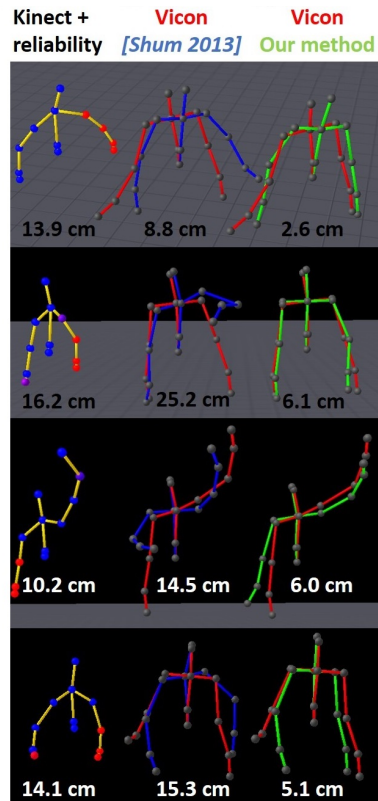 Kinect + Vicon Vicon
reliability [Shum 2013] Our method
13.9 cm 8.8 cm 2.6 cm
16.2 cm 25.2 cm 6.1 cm
10.2 cm 14.5 cm 6.0 cm
14.1 cm 15.3 cm 5.1 cm